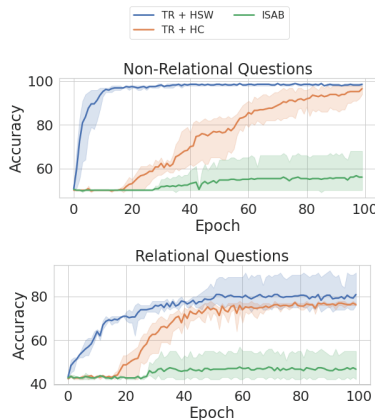 TR + HSW
TR + HC
ISAB
Non-Relational Questions
Accuracy
100
80
60
0 20 40 60 80 100
Epoch
Relational Questions
Accuracy
80
60
40
0 20 40 60 80 100
Epoch